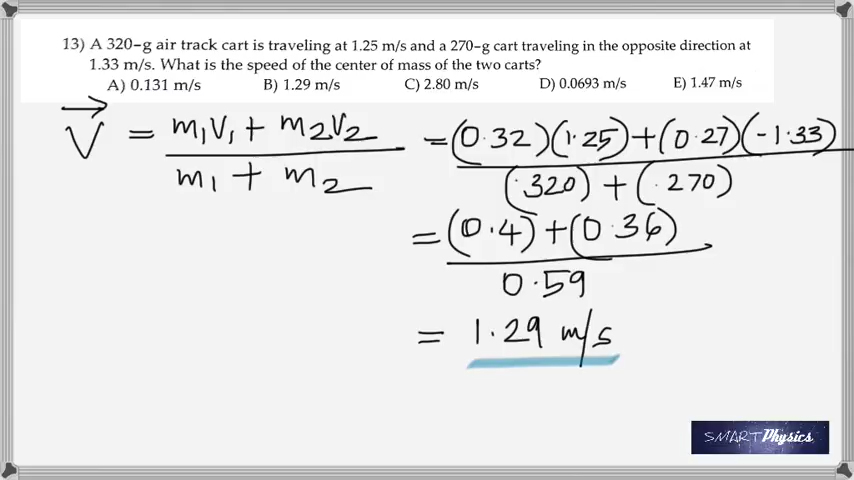 13) A 320-g air track cart is traveling at 1.25 m/s and a 270-g cart traveling in the opposite direction at
1.33 m/s. What is the speed of the center of mass of the two carts?
A) 0.131 m/s B) 1.29 m/s C) 2.80 m/s D) 0.0693 m/s E) 1.47 m/s
V = m1V1 + m2V2 / m1 + m2 = (0.32)(1.25)+(0.27)(-1.33) / (.320) + (.270)
= (0.4)+(0.36) / 0.59
= 1.29 m/s
SMART Physics